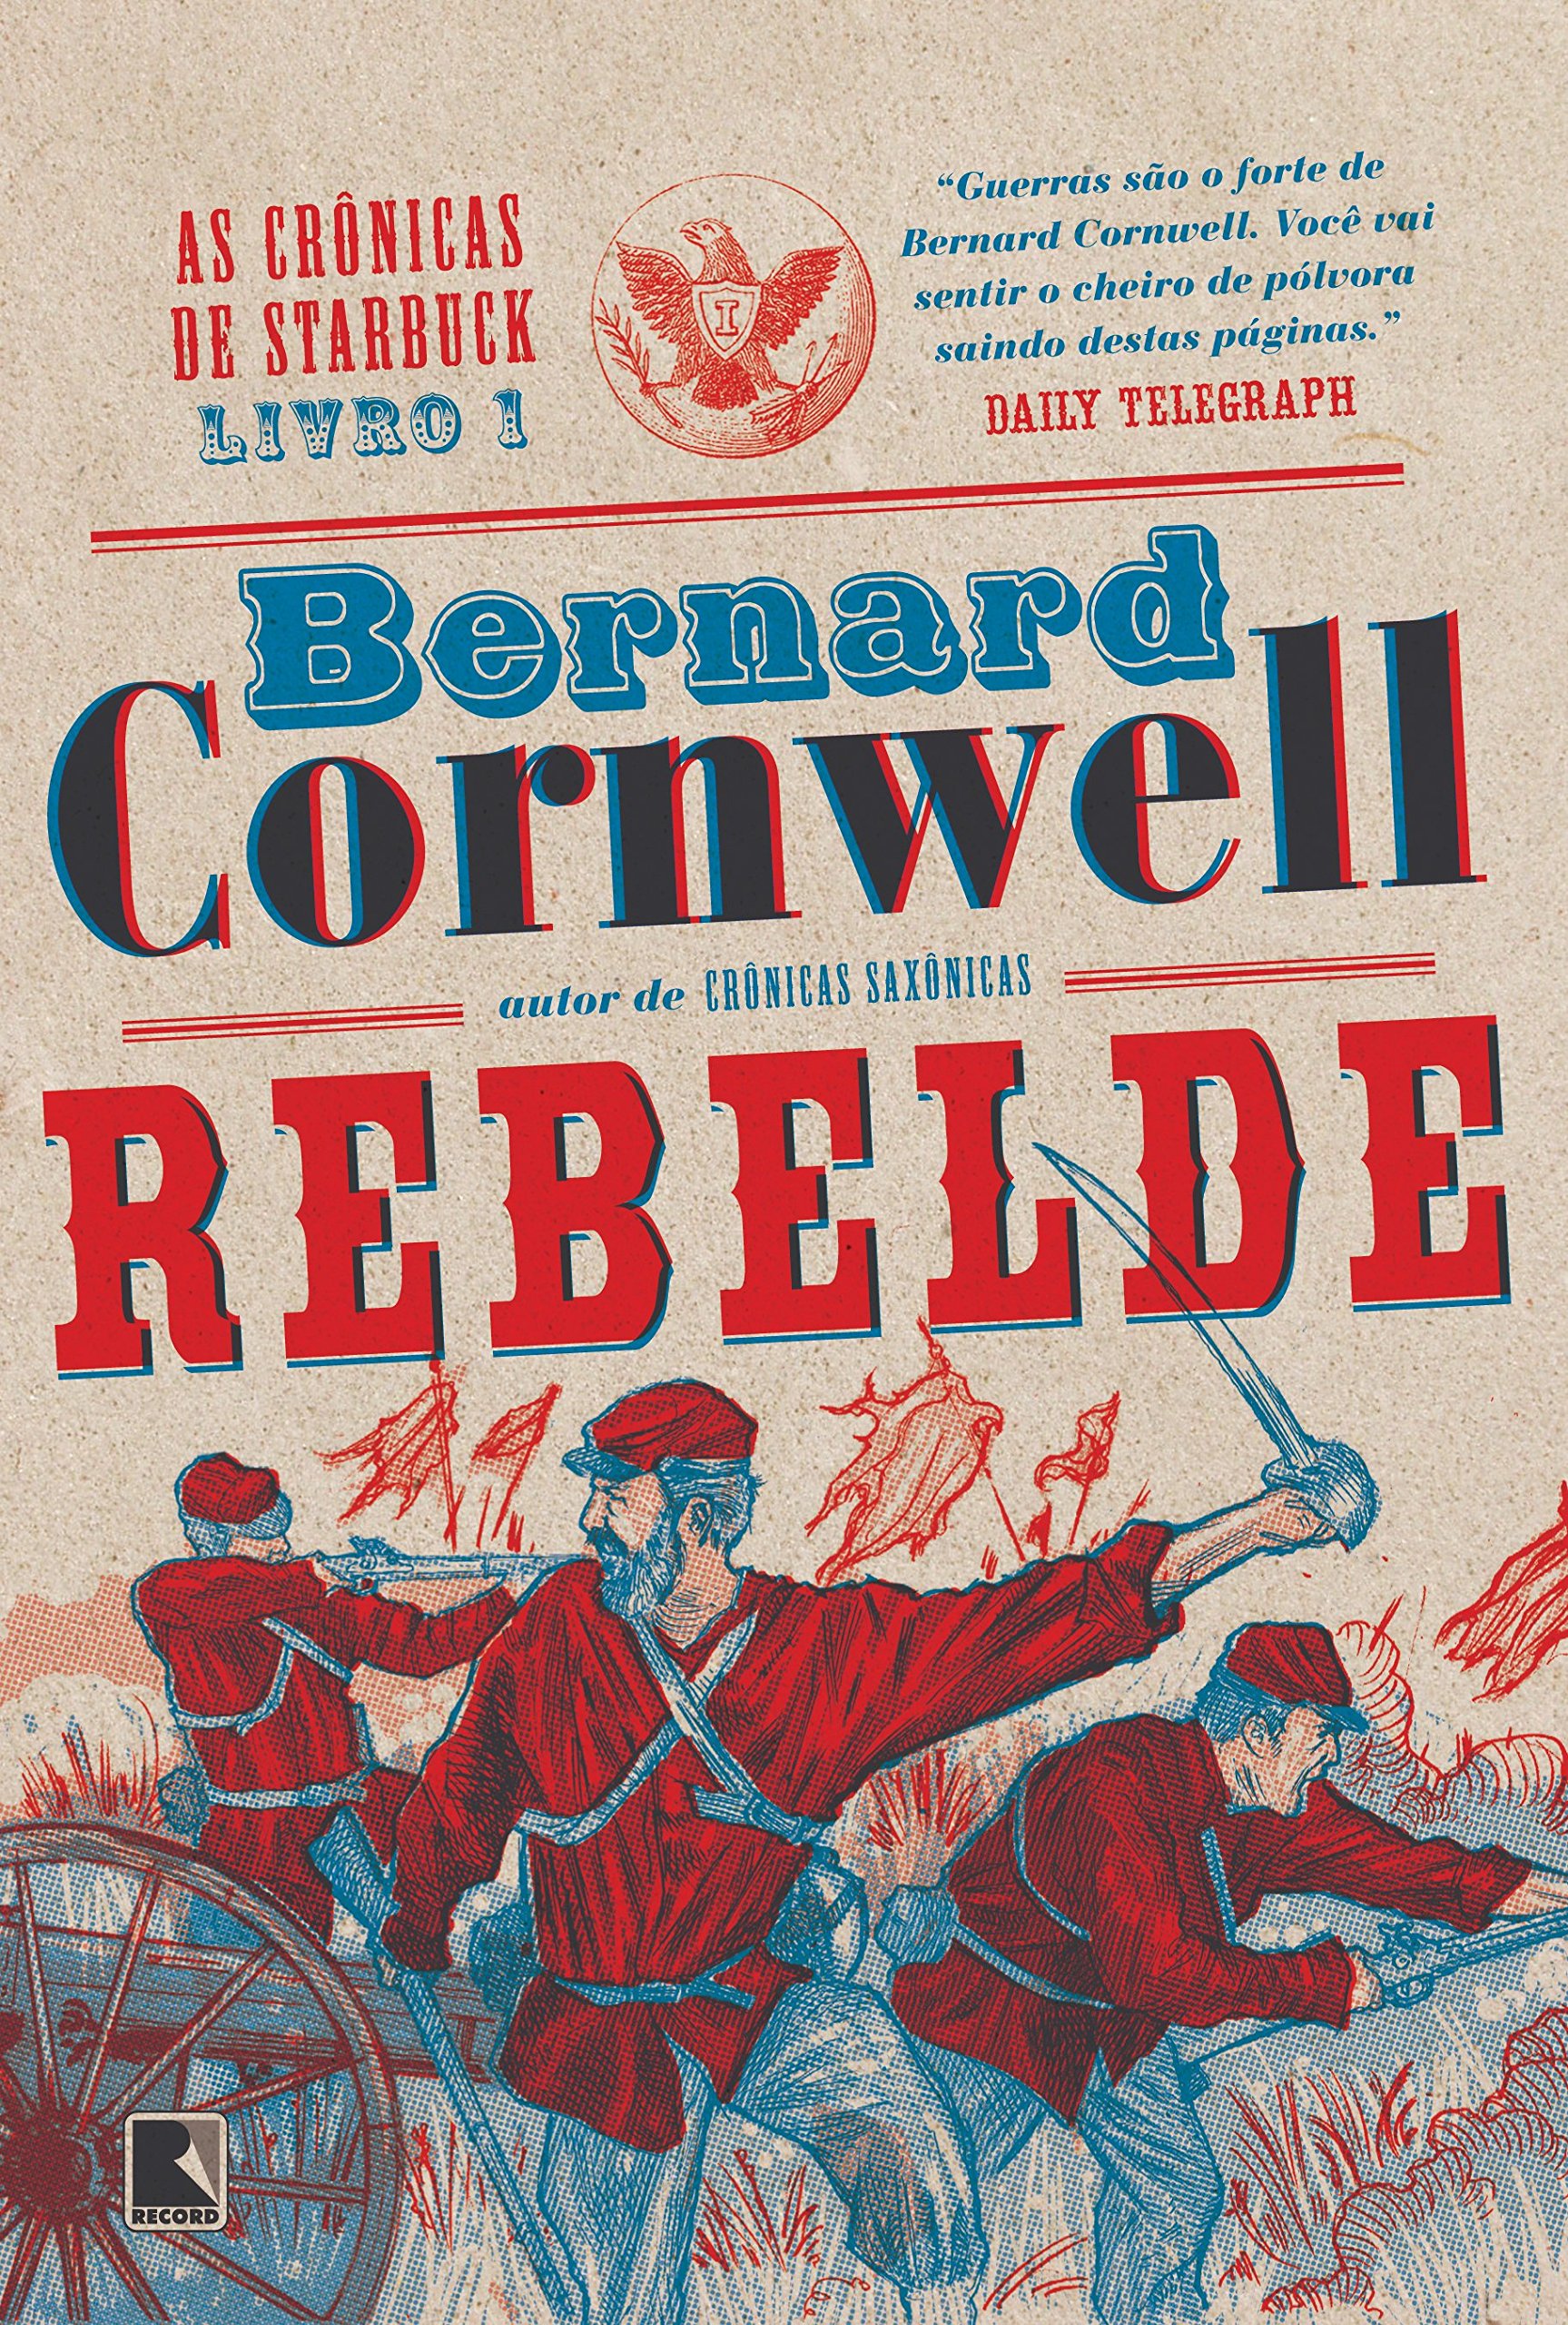 AS CRÔNICAS
DE STARBUCK
LIVRO 1
I
“Guerras são o forte de
Bernard Cornwell. Você vai
sentir o cheiro de pólvora
saindo destas páginas.”
DAILY TELEGRAPH
Bernard
Cornwell
autor de CRÔNICAS SAXÔNICAS
REBELDE
R
RECORD